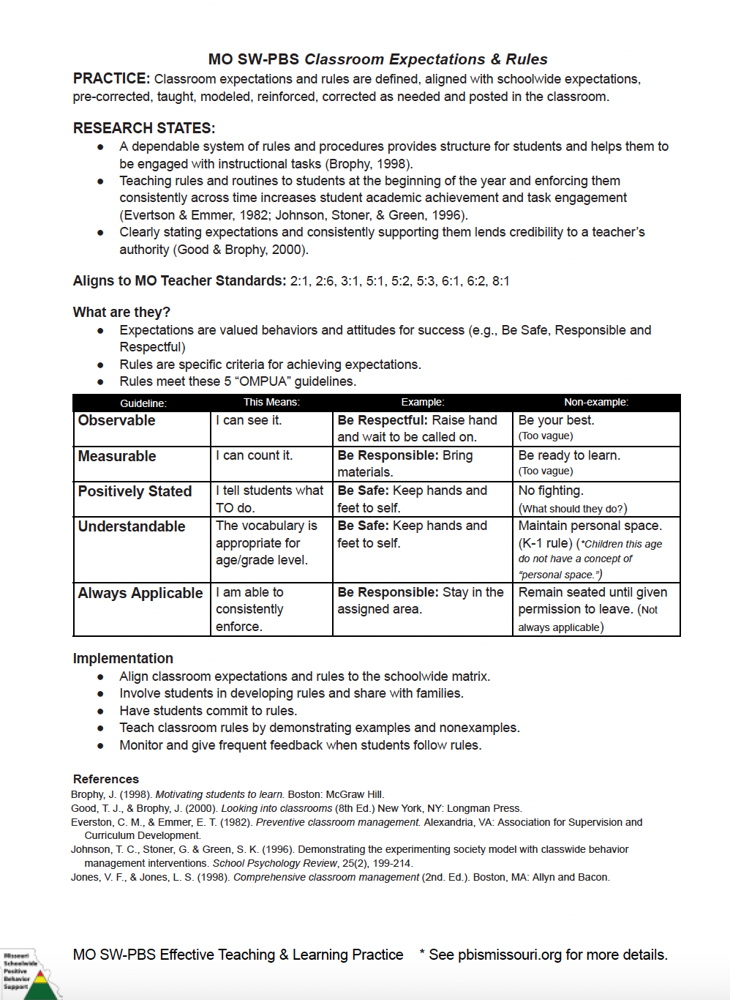 MO SW-PBS Classroom Expectations & Rules
PRACTICE: Classroom expectations and rules are defined, aligned with schoolwide expectations,
pre-corrected, taught, modeled, reinforced, corrected as needed and posted in the classroom.
RESEARCH STATES:
● A dependable system of rules and procedures provides structure for students and helps them to
be engaged with instructional tasks (Brophy, 1998).
● Teaching rules and routines to students at the beginning of the year and enforcing them
consistently across time increases student academic achievement and task engagement
(Evertson & Emmer, 1982; Johnson, Stoner, & Green, 1996).
● Clearly stating expectations and consistently supporting them lends credibility to a teacher's
authority (Good & Brophy, 2000).
Aligns to MO Teacher Standards: 2:1, 2:6, 3:1, 5:1, 5:2, 5:3, 6:1, 6:2, 8:1
What are they?
● Expectations are valued behaviors and attitudes for success (e.g., Be Safe, Responsible and
Respectful)
● Rules are specific criteria for achieving expectations.
● Rules meet these 5 “OMPUA” guidelines.
Guideline: This Means: Example: Non-example:
Observable
I can see it.
Be Respectful: Raise hand
and wait to be called on.
Be your best.
(Too vague)
Measurable
I can count it.
Be Responsible: Bring
materials.
Be ready to learn.
(Too vague)
Positively Stated
I tell students what
TO do.
Be Safe: Keep hands and
feet to self.
No fighting.
(What should they do?)
Understandable
The vocabulary is
appropriate for
age/grade level.
Be Safe: Keep hands and
feet to self.
Maintain personal space.
(K-1 rule) (*Children this age
do not have a concept of
“personal space.”)
Always Applicable
I am able to
consistently
enforce.
Be Responsible: Stay in the
assigned area.
Remain seated until given
permission to leave. (Not
always applicable)
Implementation
● Align classroom expectations and rules to the schoolwide matrix.
● Involve students in developing rules and share with families.
● Have students commit to rules.
● Teach classroom rules by demonstrating examples and nonexamples.
● Monitor and give frequent feedback when students follow rules.
References
Brophy, J. (1998). Motivating students to learn. Boston: McGraw Hill.
Good, T. J., & Brophy, J. (2000). Looking into classrooms (8th Ed.) New York, NY: Longman Press.
Everston, C. M., & Emmer, E. T. (1982). Preventive classroom management. Alexandria, VA: Association for Supervision and
Curriculum Development.
Johnson, T. C., Stoner, G. & Green, S. K. (1996). Demonstrating the experimenting society model with classwide behavior
management interventions. School Psychology Review, 25(2), 199-214.
Jones, V. F., & Jones, L. S. (1998). Comprehensive classroom management (2nd. Ed.). Boston, MA: Allyn and Bacon.
Missouri
Schoolwide
Positive
Behavior
Support
MO SW-PBS Effective Teaching & Learning Practice * See pbismissouri.org for more details.